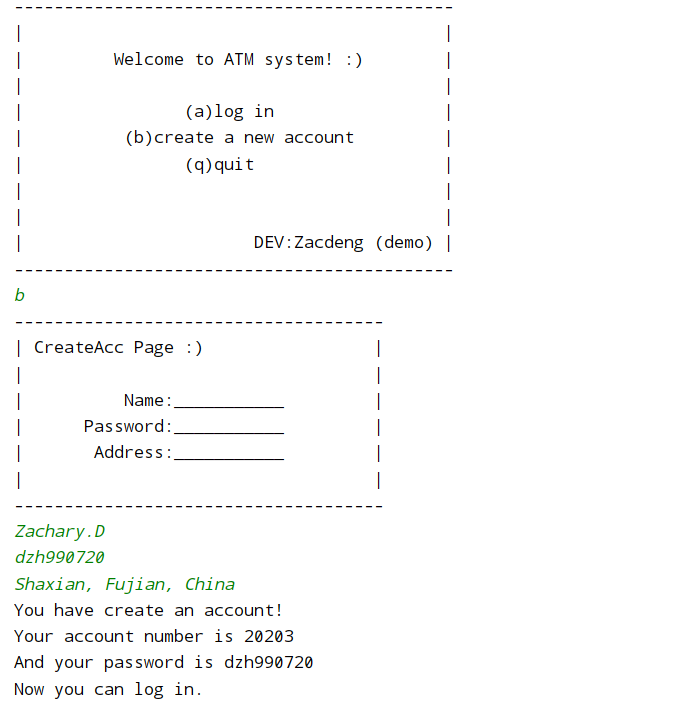 --------------------------------------------
|                                          |
|         Welcome to ATM system! :)        |
|                                          |
|                (a)log in                 |
|          (b)create a new account         |
|                (q)quit                   |
|                                          |
|                                          |
|                       DEV:Zacdeng (demo) |
--------------------------------------------
b
-------------------------------------
| CreateAcc Page :)                 |
|                                   |
|          Name:___________         |
|      Password:___________         |
|       Address:___________         |
|                                   |
-------------------------------------
Zachary.D
dzh990720
Shaxian, Fujian, China
You have create an account!
Your account number is 20203
And your password is dzh990720
Now you can log in.